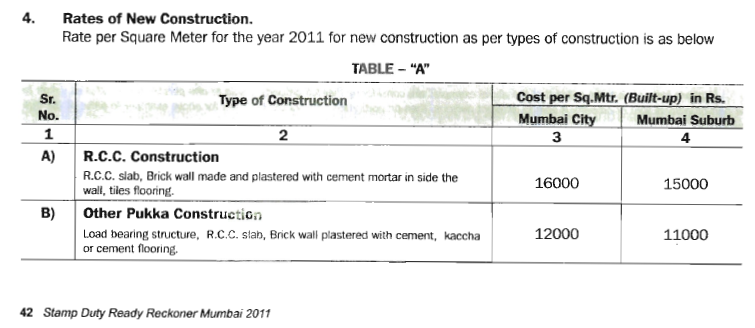 4. Rates of New Construction.
Rate per Square Meter for the year 2011 for new construction as per types of construction is as below
TABLE – "A"
Sr. No. Type of Construction Cost per Sq.Mtr. (Built-up) in Rs.
Mumbai City Mumbai Suburb
1 2 3 4
A) R.C.C. Construction
R.C.C. slab, Brick wall made and plastered with cement mortar in side the
wall, tiles flooring. 16000 15000
B) Other Pukka Construction
Load bearing structure, R.C.C. slab, Brick wall plastered with cement, kaccha
or cement flooring. 12000 11000
42 Stamp Duty Ready Reckoner Mumbai 2011